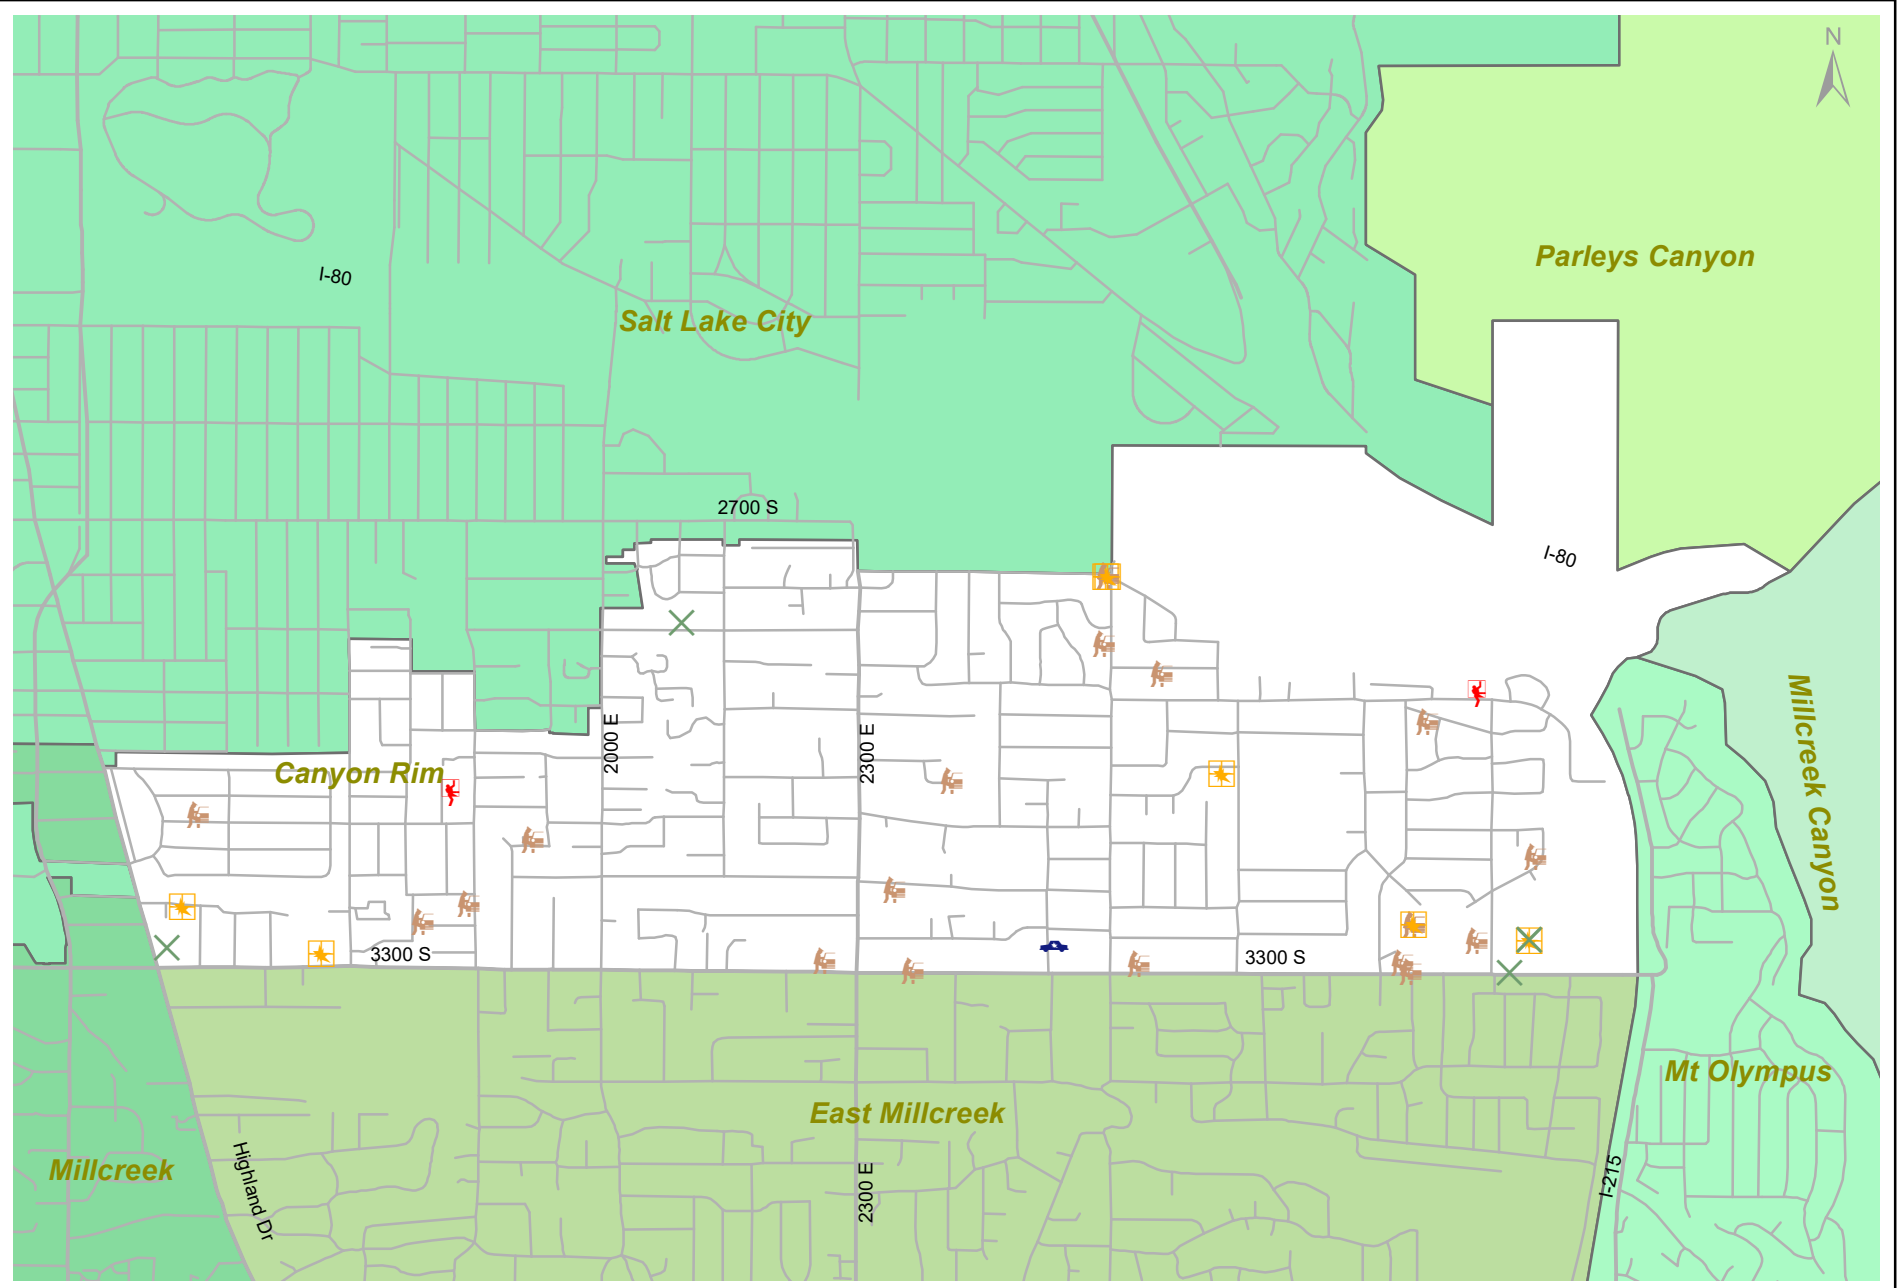 N
Parleys Canyon
I-80
Salt Lake City
2700 S
I-80
2000 E
2300 E
Canyon Rim
Millcreek Canyon
3300 S
3300 S
Mt Olympus
East Millcreek
Millcreek
Highland Dr
2300 E
I-215